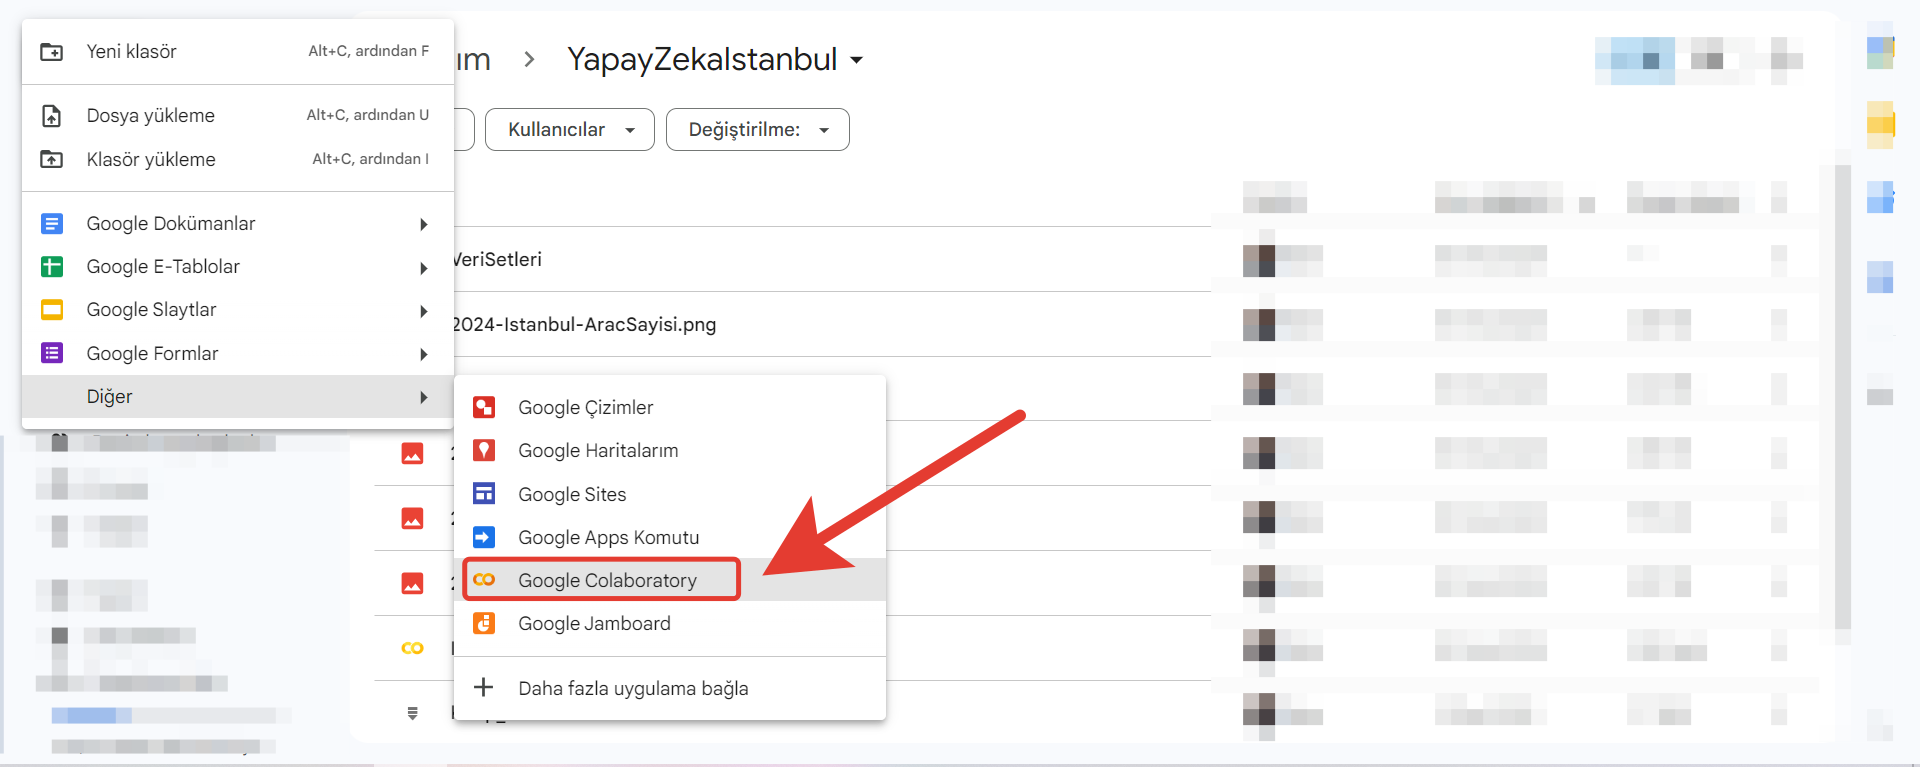 Yeni klasör Alt+C, ardından F
Dosya yükleme Alt+C, ardından U
Klasör yükleme Alt+C, ardından I
Google Dokümanlar
Google E-Tablolar
Google Slaytlar
Google Formlar
Diğer
YapayZekaIstanbul
Kullanıcılar
Değiştirilme:
VeriSetleri
2024-Istanbul-AracSayisi.png
Google Çizimler
Google Haritalarım
Google Sites
Google Apps Komutu
Google Colaboratory
Google Jamboard
Daha fazla uygulama bağla